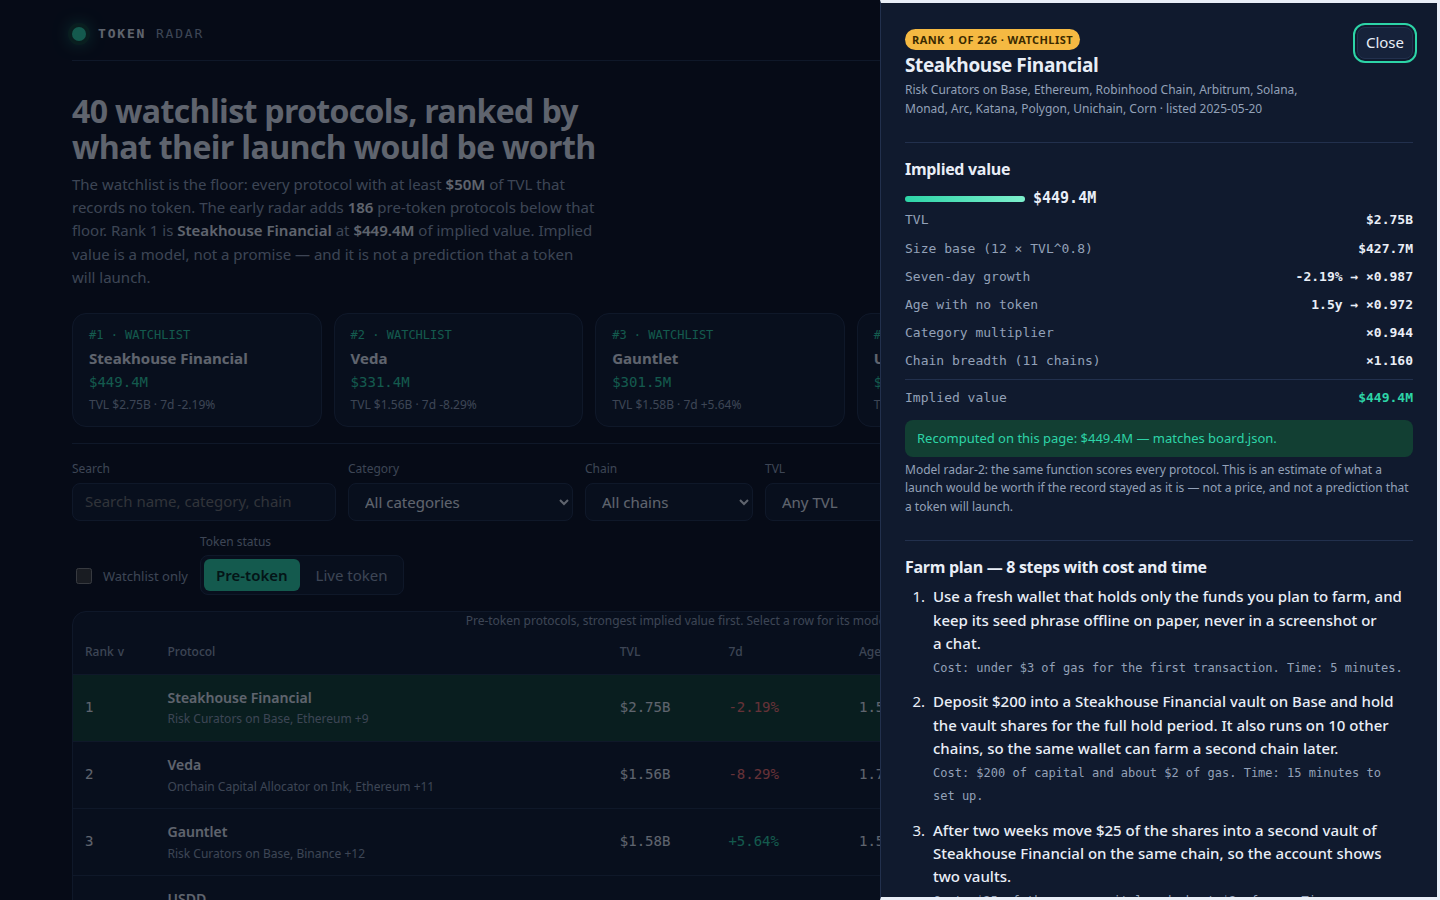 TOKEN RADAR
40 watchlist protocols, ranked by
what their launch would be worth
The watchlist is the floor: every protocol with at least $50M of TVL that
records no token. The early radar adds 186 pre-token protocols below that
floor. Rank 1 is Steakhouse Financial at $449.4M of implied value. Implied
value is a model, not a promise — and it is not a prediction that a token
will launch.
#1 · WATCHLIST
Steakhouse Financial
$449.4M
TVL $2.75B · 7d -2.19%
#2 · WATCHLIST
Veda
$331.4M
TVL $1.56B · 7d -8.29%
#3 · WATCHLIST
Gauntlet
$301.5M
TVL $1.58B · 7d +5.64%
#
$
Search
Search name, category, chain
Category
All categories
Chain
All chains
TVL
Any TVL
Watchlist only
Token status
Pre-token
Live token
Pre-token protocols, strongest implied value first. Select a row for its mod
Rank v Protocol TVL 7d Age
1 Steakhouse Financial $2.75B -2.19% 1.5
Risk Curators on Base, Ethereum +9
2 Veda $1.56B -8.29% 1.7
Onchain Capital Allocator on Ink, Ethereum +11
3 Gauntlet $1.58B +5.64% 1.5
Risk Curators on Base, Binance +12
USDD
RANK 1 OF 226 · WATCHLIST
Close
Steakhouse Financial
Risk Curators on Base, Ethereum, Robinhood Chain, Arbitrum, Solana,
Monad, Arc, Katana, Polygon, Unichain, Corn · listed 2025-05-20
Implied value
$449.4M
TVL $2.75B
Size base (12 × TVL^0.8) $427.7M
Seven-day growth -2.19% → ×0.987
Age with no token 1.5y → ×0.972
Category multiplier ×0.944
Chain breadth (11 chains) ×1.160
Implied value $449.4M
Recomputed on this page: $449.4M — matches board.json.
Model radar-2: the same function scores every protocol. This is an estimate of what a
launch would be worth if the record stayed as it is — not a price, and not a prediction that
a token will launch.
Farm plan — 8 steps with cost and time
1. Use a fresh wallet that holds only the funds you plan to farm, and
keep its seed phrase offline on paper, never in a screenshot or
a chat.
Cost: under $3 of gas for the first transaction. Time: 5 minutes.
2. Deposit $200 into a Steakhouse Financial vault on Base and hold
the vault shares for the full hold period. It also runs on 10 other
chains, so the same wallet can farm a second chain later.
Cost: $200 of capital and about $2 of gas. Time: 15 minutes to
set up.
3. After two weeks move $25 of the shares into a second vault of
Steakhouse Financial on the same chain, so the account shows
two vaults.